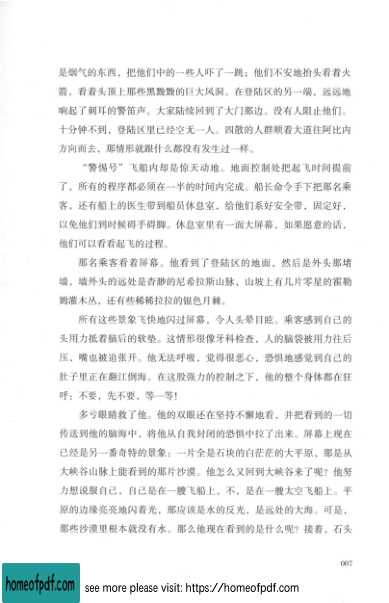 是烟气的东西，把他们中的一些人吓了一跳；他们不安地抬头看着火
箭，看着头顶上那些黑黢黢的巨大风洞。在登陆区的另一端，远远地
响起了刺耳的警笛声。大家陆续回到了大门那边。没有人阻止他们。
十分钟不到，登陆区里已经空无一人。四散的人群顺着大道往阿比内
方向而去，那情形就跟什么都没有发生过一样。
“警惕号”飞船内却是惊天动地。地面控制处把起飞时间提前
了，所有的程序都必须在一半的时间内完成。船长命令手下把那名乘
客，还有船上的医生带到船员休息室，给他们系好安全带，固定好，
以免他们到时候碍手碍脚。休息室里有一面大屏幕，如果愿意的话，
他们可以看看起飞的过程。
那名乘客看着屏幕。他看到了登陆区的地面，然后是外头那堵
墙，墙外头的远处是杳渺的尼希拉斯山脉，山坡上有几片零星的霍勒
姆灌木丛，还有些稀稀拉拉的银色月棘。
所有这些景象飞快地闪过屏幕，令人头晕目眩。乘客感到自己的
头用力抵着脑后的软垫。这情形很像牙科检查，人的脑袋被用力往后
压，嘴也被迫张开。他无法呼吸，觉得很恶心，恐惧地感觉到自己的
肚子里正在翻江倒海。在这股强力的控制之下，他的整个身体都在狂
呼：不要，先不要，等一等！
多亏眼睛救了他。他的双眼还在坚持不懈地看，并把看到的一切
传送到他的脑海中，将他从自我封闭的恐惧中拉了出来。屏幕上现在
已经是另一番奇特的景象：一片全是石块的白茫茫的大平原，那是从
大峡谷山脉上能看到的那片沙漠。他怎么又回到大峡谷来了呢？他努
力想说服自己，自己是在一艘飞船上，不，是在一艘太空飞船上。平
原的边缘亮亮地闪着光，那应该是水的反光，是远处的大海。可是，
那些沙漠里根本就没有水。那么他现在看到的是什么呢？接着，石头
007
homeofpdf.com
see more please visit: https://homeofpdf.com